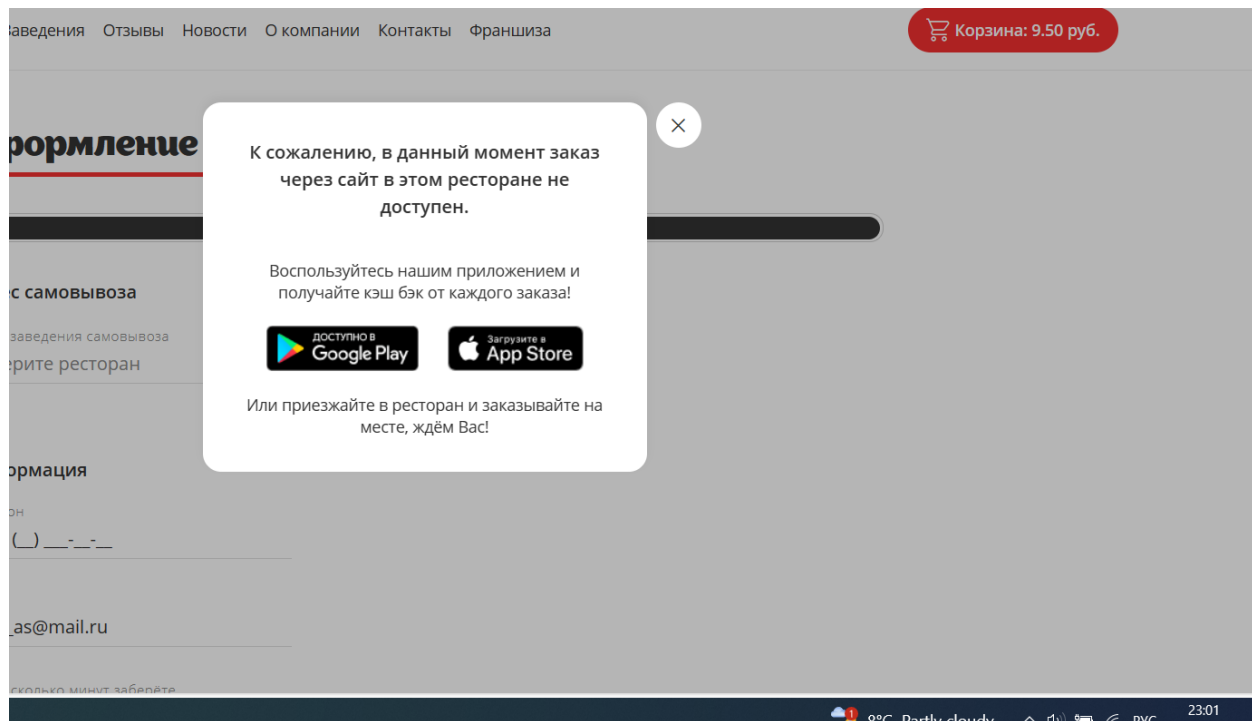 Заведения Отзывы Новости О компании Контакты Франшиза
Корзина: 9.50 руб.
формление
К сожалению, в данный момент заказ
через сайт в этом ресторане не
доступен.
Воспользуйтесь нашим приложением и
получайте кэш бэк от каждого заказа!
с самовывоза
заведения самовывоза
ерите ресторан
ДОСТУПНО В
Google Play
Загрузите в
App Store
Или приезжайте в ресторан и заказывайте на
месте, ждём Вас!
ормация
он
(__) ___-__-__
_as@mail.ru
сколько минут заберёте
1
8°C Partly cloudy
РУС
23:01